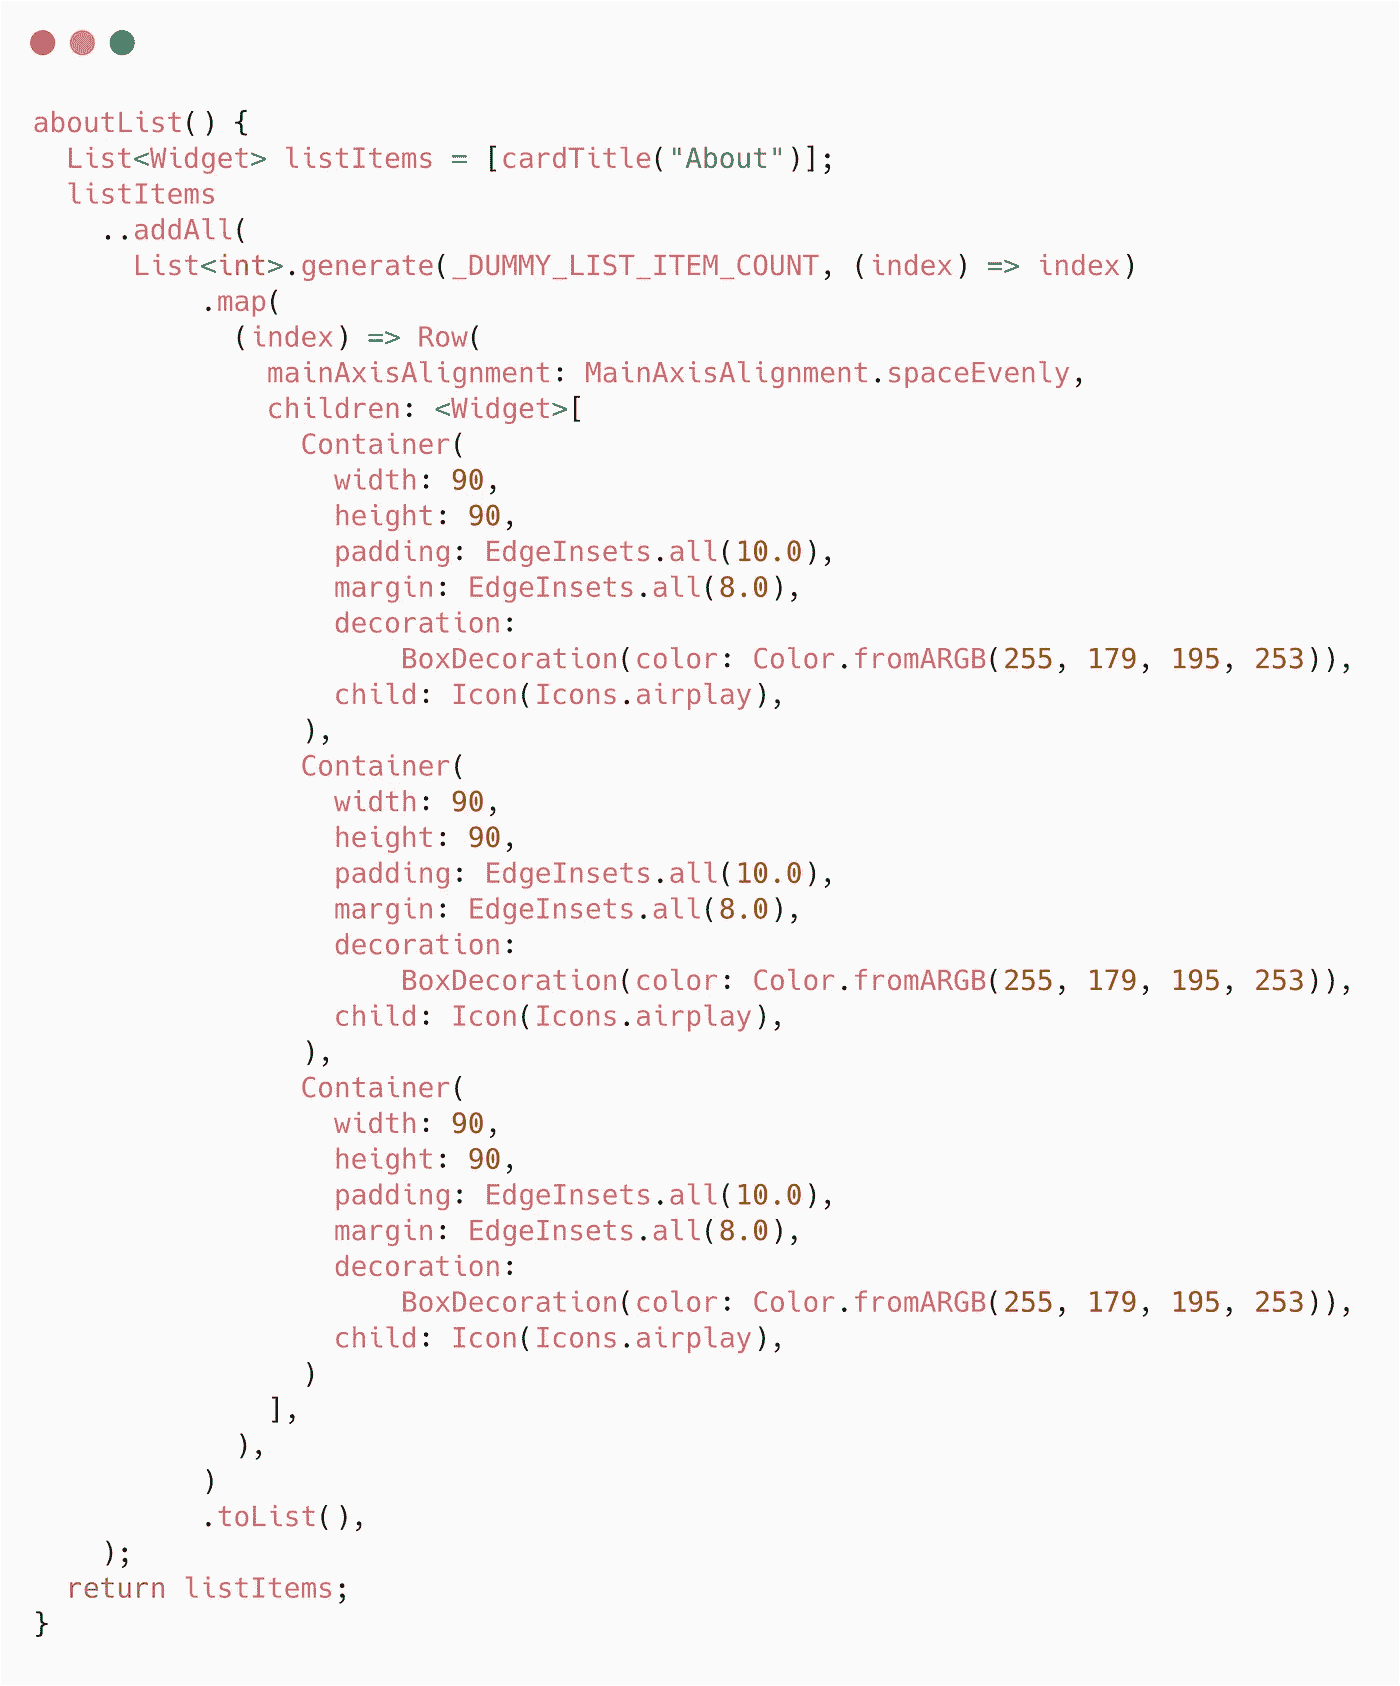 aboutList() {
  List<Widget> listItems = [cardTitle("About")];
  listItems
    ..addAll(
      List<int>.generate(_DUMMY_LIST_ITEM_COUNT, (index) => index)
          .map(
            (index) => Row(
              mainAxisAlignment: MainAxisAlignment.spaceEvenly,
              children: <Widget>[
                Container(
                  width: 90,
                  height: 90,
                  padding: EdgeInsets.all(10.0),
                  margin: EdgeInsets.all(8.0),
                  decoration:
                      BoxDecoration(color: Color.fromARGB(255, 179, 195, 253)),
                  child: Icon(Icons.airplay),
                ),
                Container(
                  width: 90,
                  height: 90,
                  padding: EdgeInsets.all(10.0),
                  margin: EdgeInsets.all(8.0),
                  decoration:
                      BoxDecoration(color: Color.fromARGB(255, 179, 195, 253)),
                  child: Icon(Icons.airplay),
                ),
                Container(
                  width: 90,
                  height: 90,
                  padding: EdgeInsets.all(10.0),
                  margin: EdgeInsets.all(8.0),
                  decoration:
                      BoxDecoration(color: Color.fromARGB(255, 179, 195, 253)),
                  child: Icon(Icons.airplay),
                )
              ],
            ),
          )
          .toList(),
    );
  return listItems;
}